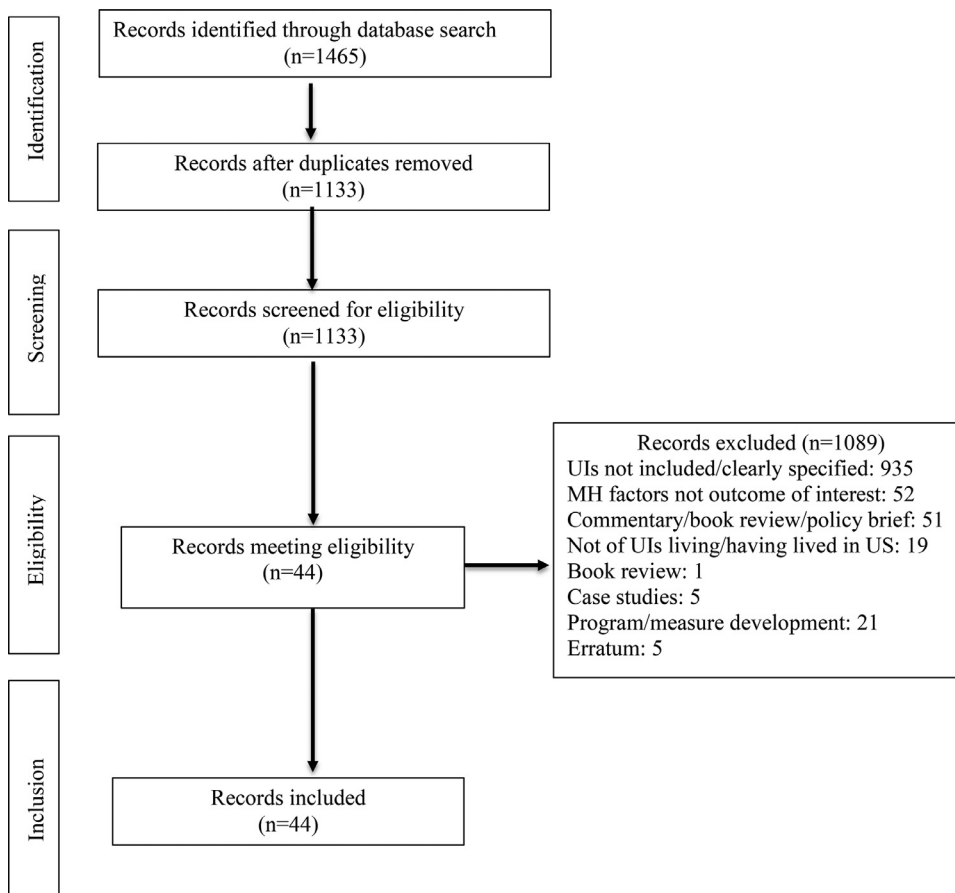 Identification
Records identified through database search
(n=1465)
Records after duplicates removed
(n=1133)
Screening
Records screened for eligibility
(n=1133)
Eligibility
Records meeting eligibility
(n=44)
Records excluded (n=1089)
UIs not included/clearly specified: 935
MH factors not outcome of interest: 52
Commentary/book review/policy brief: 51
Not of UIs living/having lived in US: 19
Book review: 1
Case studies: 5
Program/measure development: 21
Erratum: 5
Inclusion
Records included
(n=44)